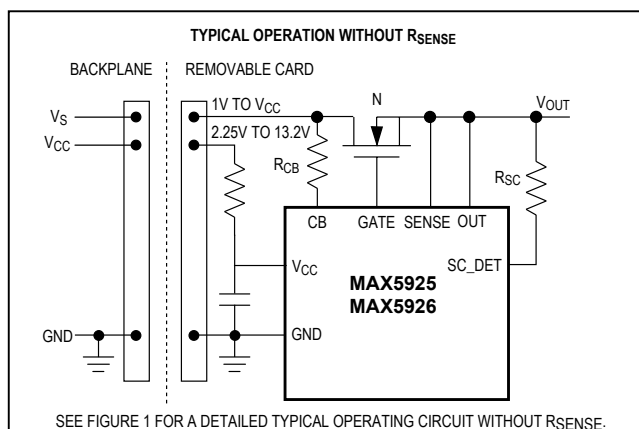 TYPICAL OPERATION WITHOUT RSENSE
BACKPLANE
REMOVABLE CARD
VS
1V TO VCC
N
VOUT
VCC
2.25V TO 13.2V
RCB
RSC
CB
GATE
SENSE
OUT
VCC
SC_DET
MAX5925
MAX5926
GND
GND
SEE FIGURE 1 FOR A DETAILED TYPICAL OPERATING CIRCUIT WITHOUT RSENSE.